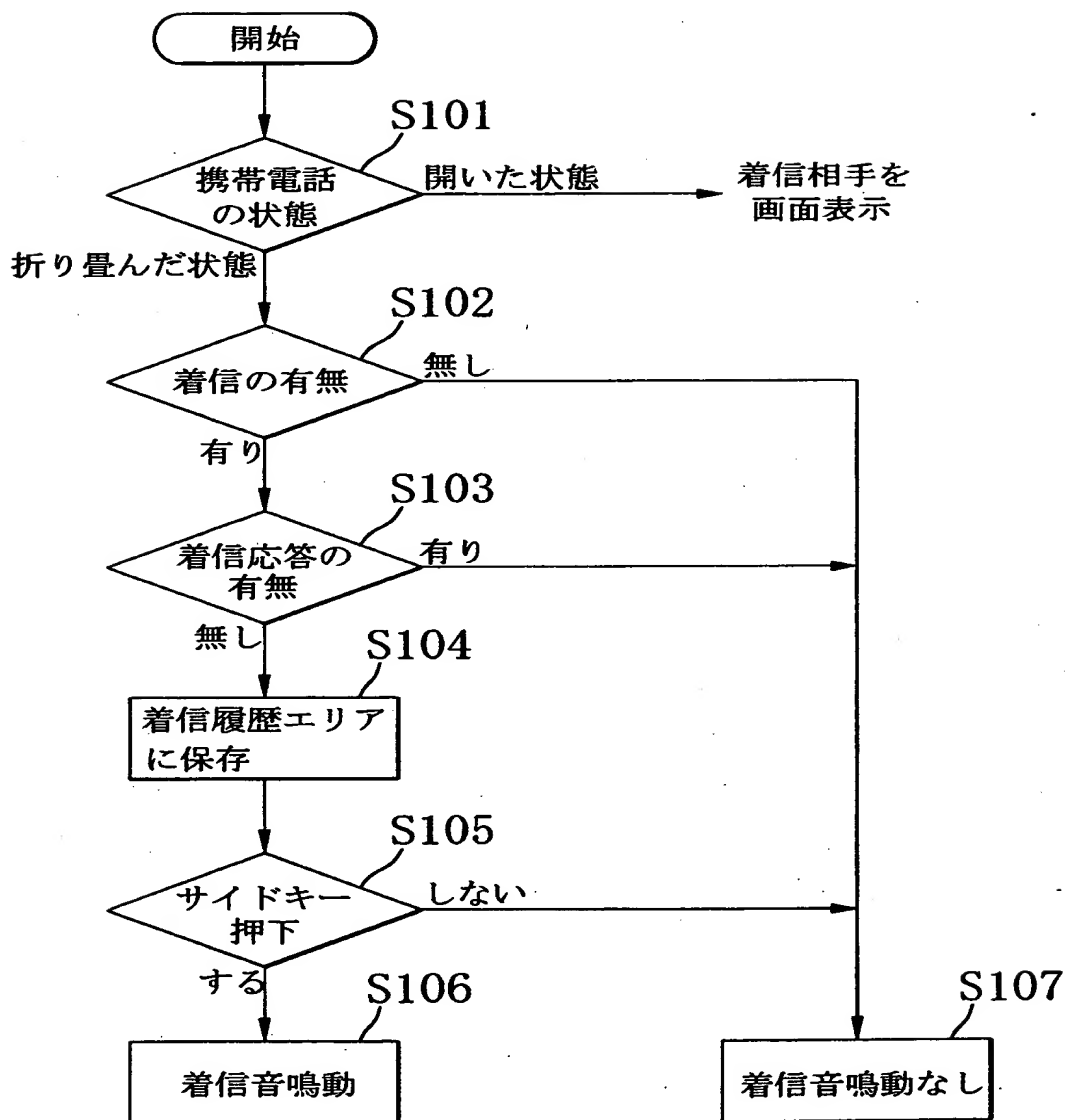 開始
S101
携帯電話
の状態
開いた状態
着信相手を
画面表示
折り畳んだ状態
S102
着信の有無
無し
有り
S103
着信応答の
有無
有り
無し
S104
着信履歴エリア
に保存
S105
サイドキー
押下
しない
する
S106
着信音鳴動
S107
着信音鳴動なし